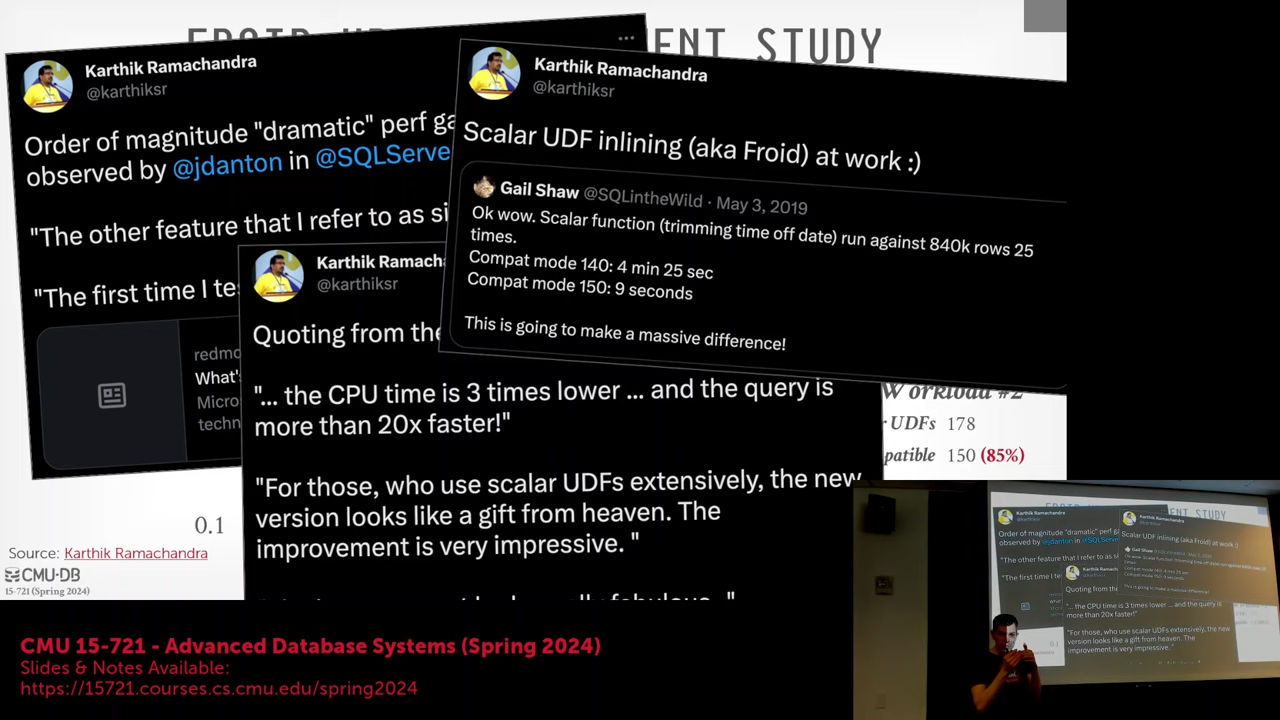 ENT STUDY
Karthik Ramachandra
@karthiksr
Order of magnitude "dramatic" perf ga
observed by @jdanton in @SQLServe
"The other feature that I refer to as si
"The first time I tes
redmo
What's
Micro
techn
Karthik Ramachandra
@karthiksr
Scalar UDF inlining (aka Froid) at work :)
Gail Shaw @SQLintheWild · May 3, 2019
Ok wow. Scalar function (trimming time off date) run against 840k rows 25
times.
Compat mode 140: 4 min 25 sec
Compat mode 150: 9 seconds
This is going to make a massive difference!
Karthik Ramach
@karthiksr
Quoting from the
"... the CPU time is 3 times lower ... and the query is
more than 20x faster!"
"For those, who use scalar UDFs extensively, the new
version looks like a gift from heaven. The
improvement is very impressive. "
Workload #2
r UDFs 178
patible 150 (85%)
0.1
Source: Karthik Ramachandra
CMU·DB
15-721 (Spring 2024)
CMU 15-721 - Advanced Database Systems (Spring 2024)
Slides & Notes Available:
https://15721.courses.cs.cmu.edu/spring2024